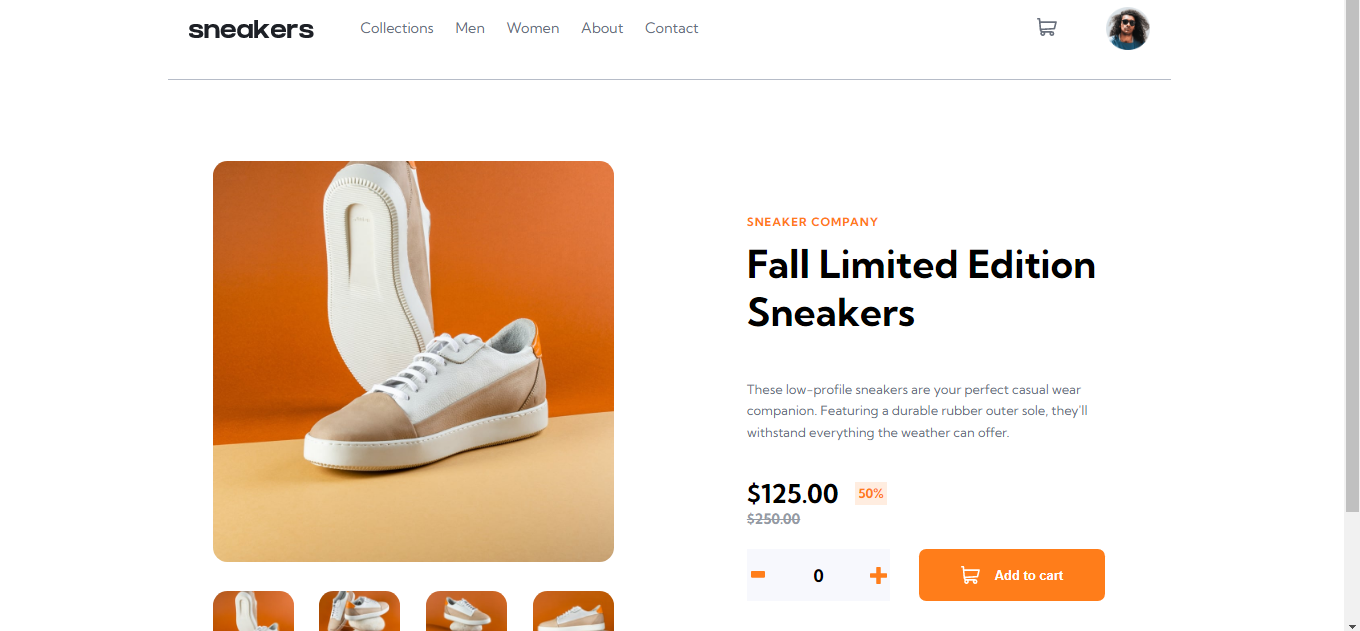 sneakers Collections Men Women About Contact
SNEAKER COMPANY
Fall Limited Edition
Sneakers
These low-profile sneakers are your perfect casual wear
companion. Featuring a durable rubber outer sole, they'll
withstand everything the weather can offer.
$125.00 50%
$250.00
0 Add to cart